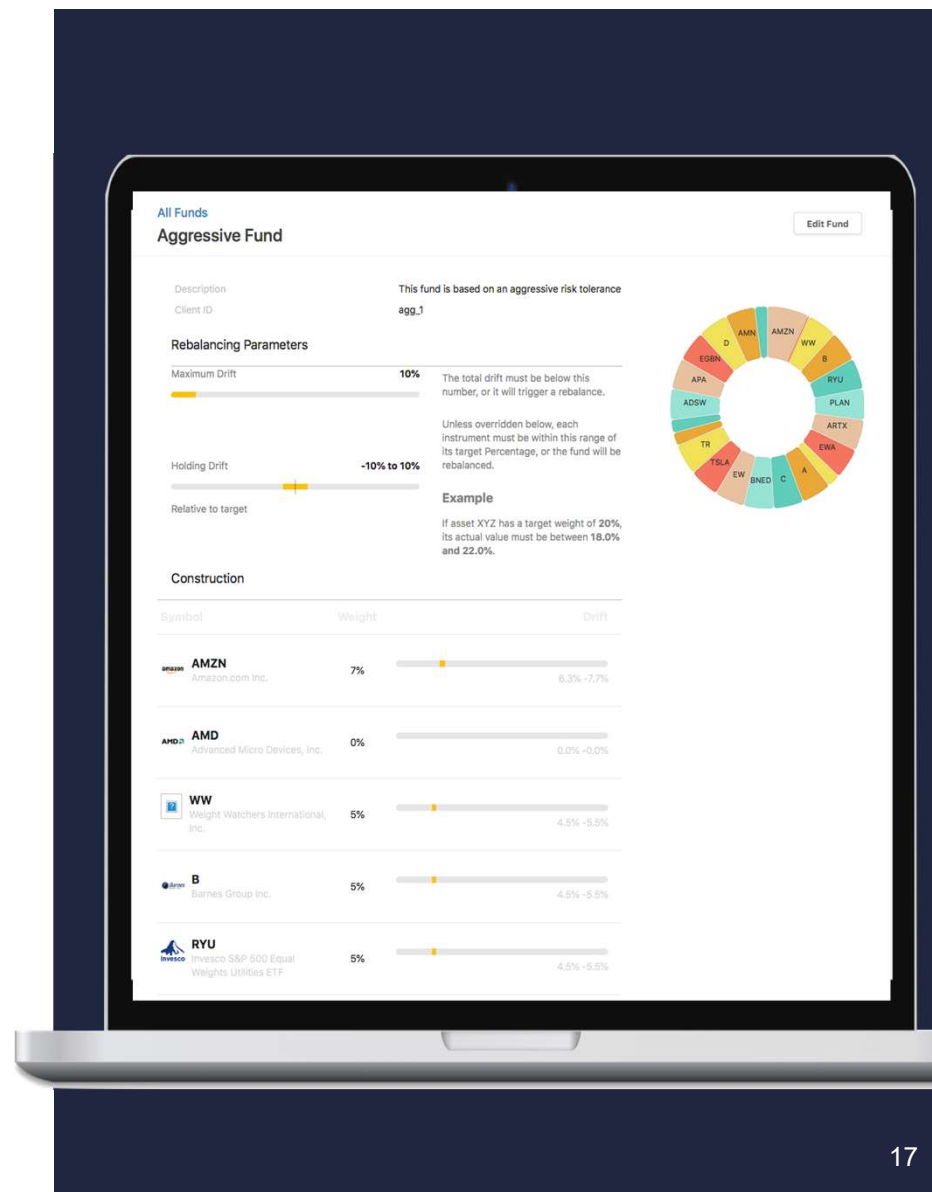 All Funds
Aggressive Fund
Edit Fund
Description
This fund is based on an aggressive risk tolerance
Client ID
agg_1
Rebalancing Parameters
Maximum Drift
10%
The total drift must be below this
number, or it will trigger a rebalance.
Unless overridden below, each
instrument must be within this range of
its target Percentage, or the fund will be
rebalanced.
Holding Drift
-10% to 10%
Relative to target
Example
If asset XYZ has a target weight of 20%,
its actual value must be between 18.0%
and 22.0%.
AMZN
WW
B
RYU
PLAN
ARTX
EWA
A
C
BNED
EW
TSLA
TR
ADSW
APA
EGBN
D
AMN
Construction
Symbol
Weight
Drift
amazon
AMZN
Amazon.com Inc.
7%
6.3% -7.7%
AMD
AMD
Advanced Micro Devices, Inc.
0%
0.0% -0.0%
?
WW
Weight Watchers International,
Inc.
5%
4.5% -5.5%
Barnes
B
Barnes Group Inc.
5%
4.5% -5.5%
Invesco
RYU
Invesco S&P 500 Equal
Weights Utilities ETF
5%
4.5% -5.5%
17